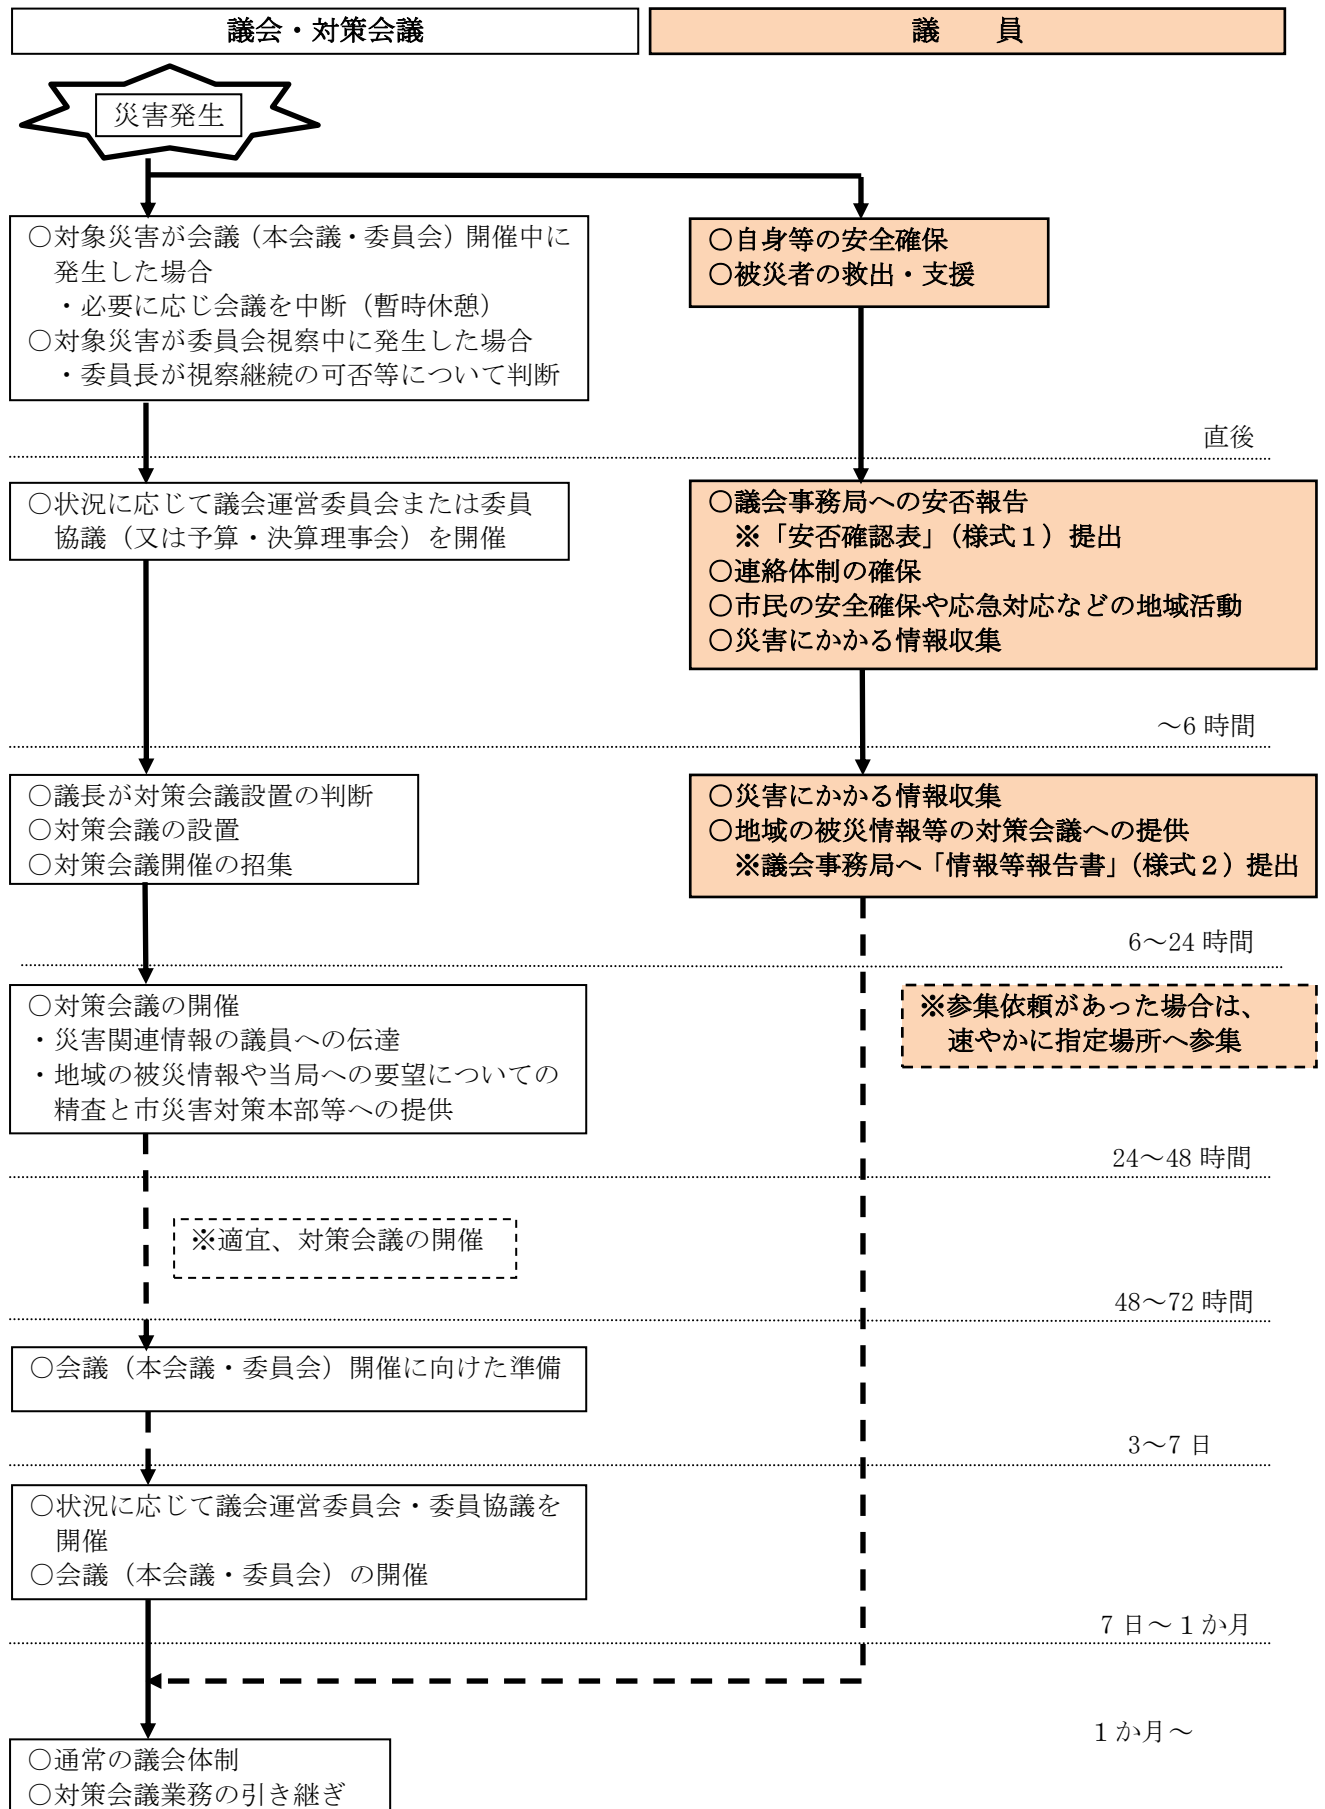 議会・対策会議
議　　員
災害発生
○対象災害が会議（本会議・委員会）開催中に
発生した場合
・必要に応じ会議を中断（暫時休憩）
○対象災害が委員会視察中に発生した場合
・委員長が視察継続の可否等について判断
○自身等の安全確保
○被災者の救出・支援
直後
○状況に応じて議会運営委員会または委員
協議（又は予算・決算理事会）を開催
○議会事務局への安否報告
※「安否確認表」（様式１）提出
○連絡体制の確保
○市民の安全確保や応急対応などの地域活動
○災害にかかる情報収集
～6 時間
○議長が対策会議設置の判断
○対策会議の設置
○対策会議開催の招集
○災害にかかる情報収集
○地域の被災情報等の対策会議への提供
※議会事務局へ「情報等報告書」（様式２）提出
6～24 時間
○対策会議の開催
・災害関連情報の議員への伝達
・地域の被災情報や当局への要望についての
精査と市災害対策本部等への提供
※参集依頼があった場合は、
速やかに指定場所へ参集
24～48 時間
※適宜、対策会議の開催
48～72 時間
○会議（本会議・委員会）開催に向けた準備
3～7 日
○状況に応じて議会運営委員会・委員協議を
開催
○会議（本会議・委員会）の開催
7 日～１か月
１か月～
○通常の議会体制
○対策会議業務の引き継ぎ